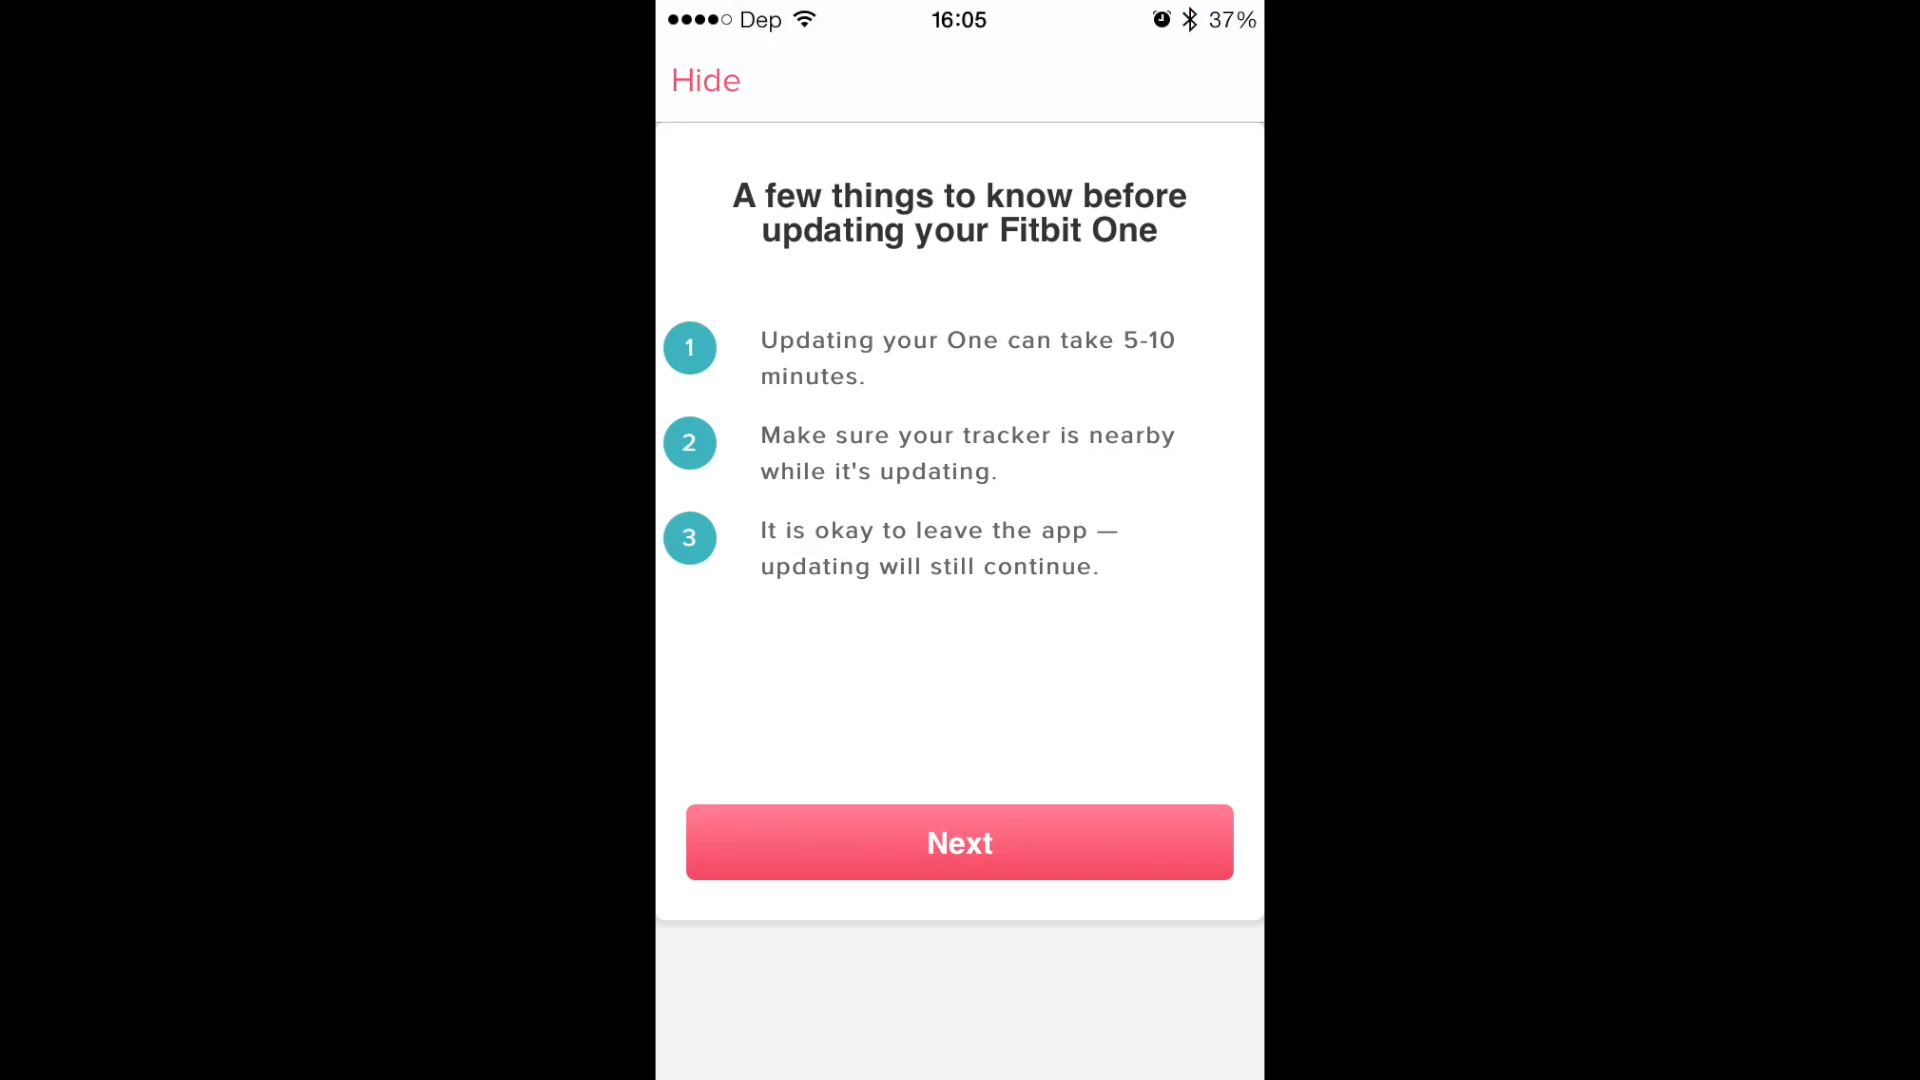 Dep 16:05 37%
Hide
A few things to know before
updating your Fitbit One
1 Updating your One can take 5-10
minutes.
2 Make sure your tracker is nearby
while it's updating.
3 It is okay to leave the app —
updating will still continue.
Next